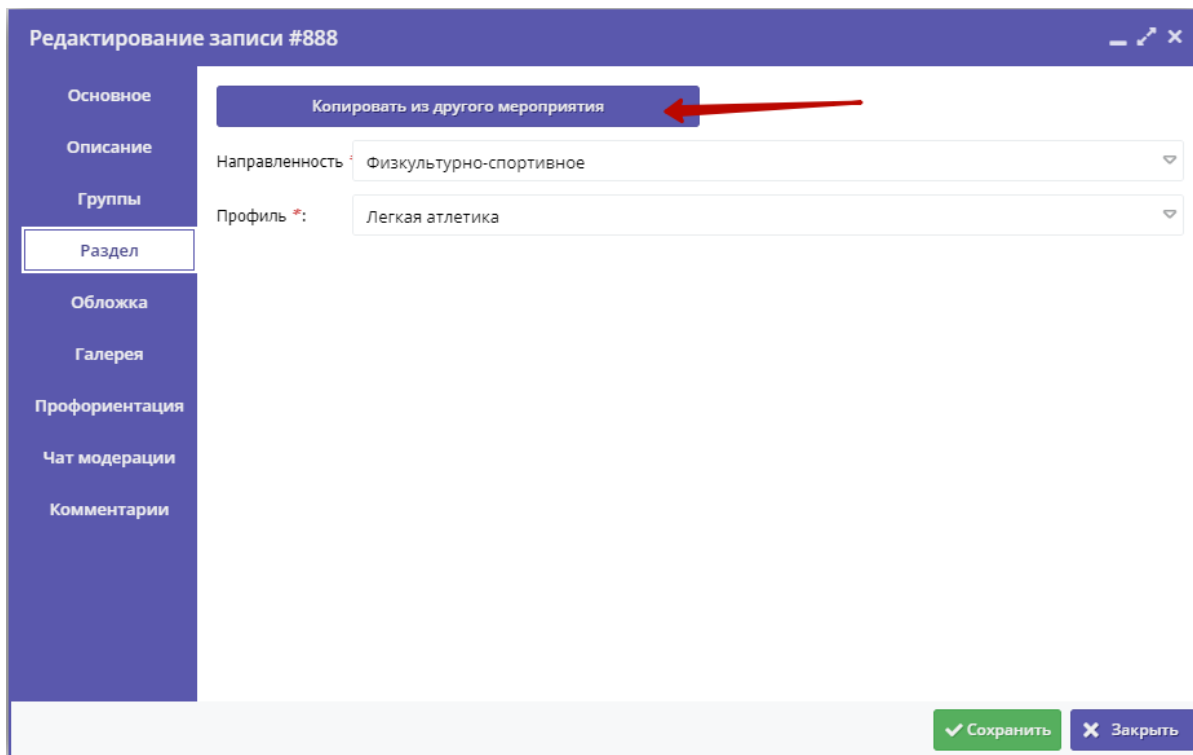 Редактирование записи #888
Основное
Описание
Группы
Раздел
Обложка
Галерея
Профориентация
Чат модерации
Комментарии
Копировать из другого мероприятия
Направленность *
Физкультурно-спортивное
Профиль *:
Легкая атлетика
Сохранить
Закрыть